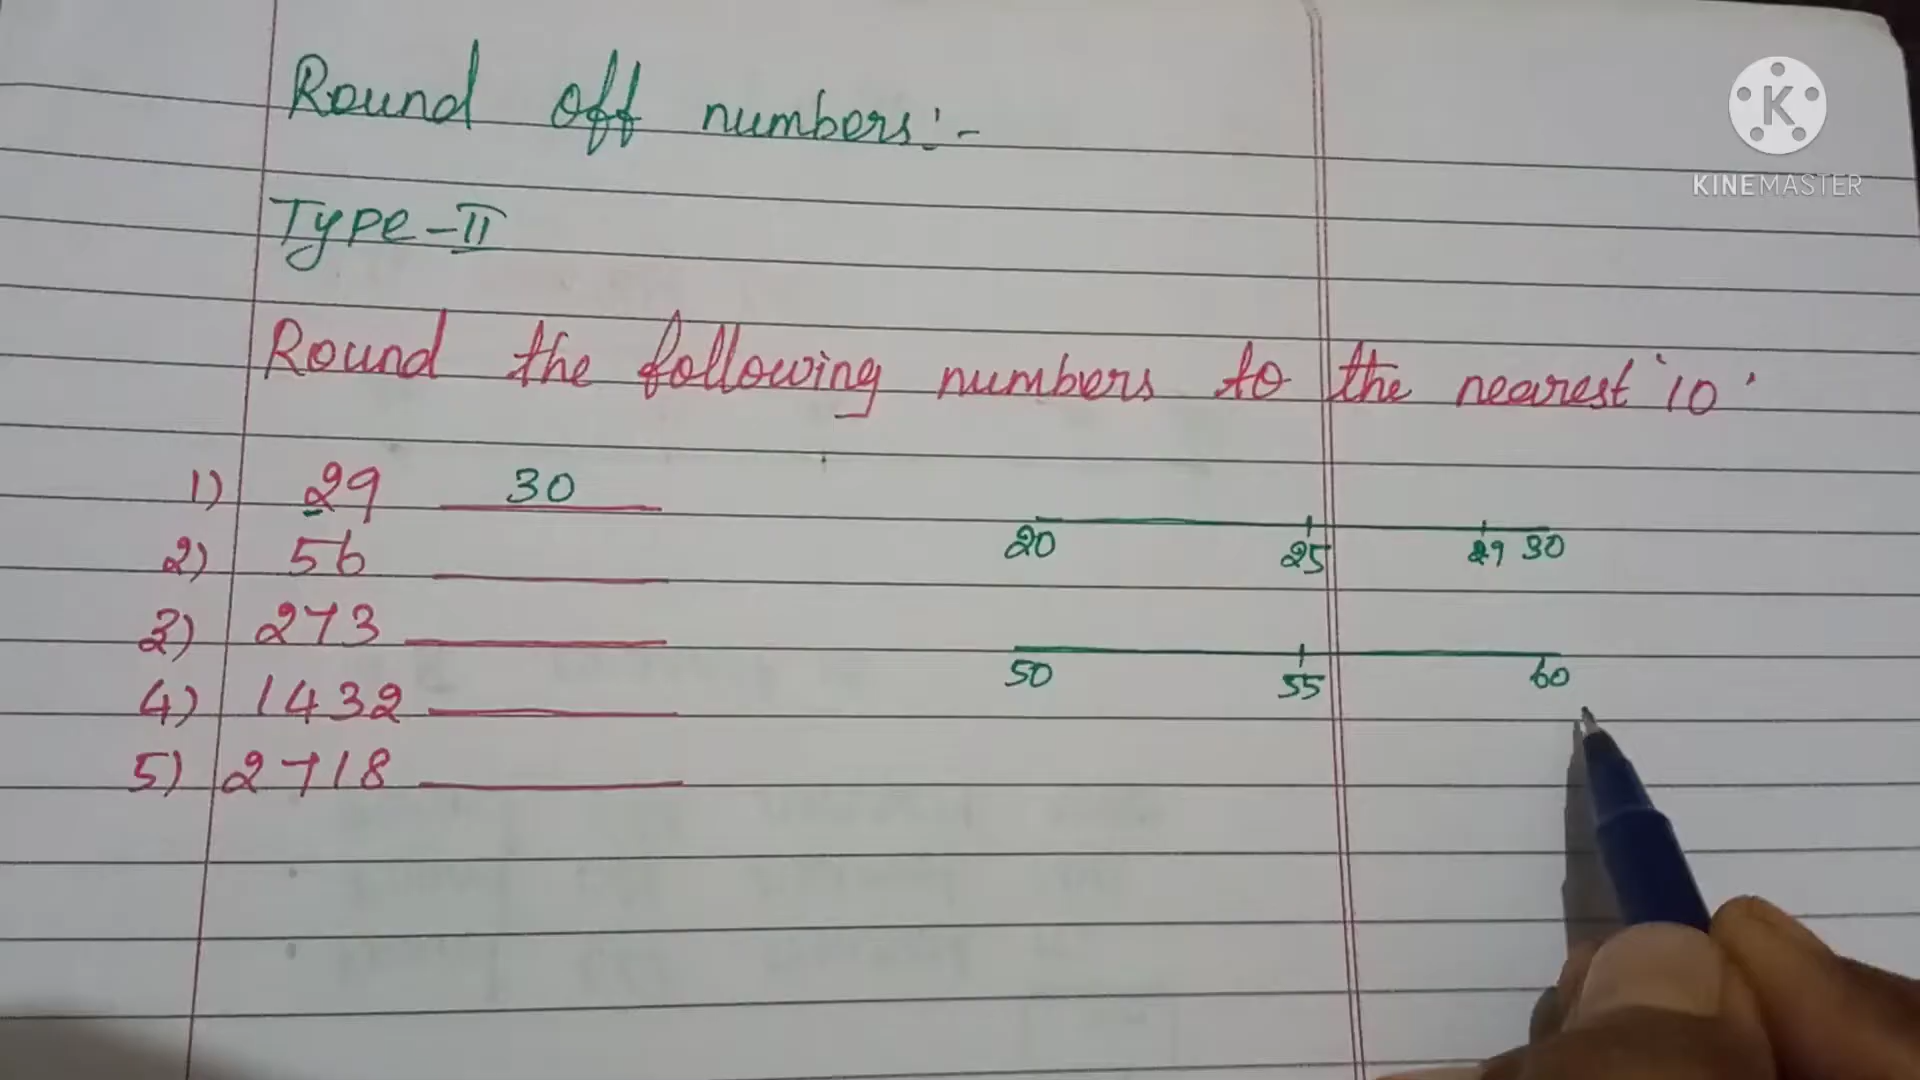 Round off numbers:-
KINEMASTER
Type-II
Round the following numbers to the nearest '10'
1) 29 30
2) 56
3) 273
4) 1432
5) 2718
20 25 29 30
50 55 60